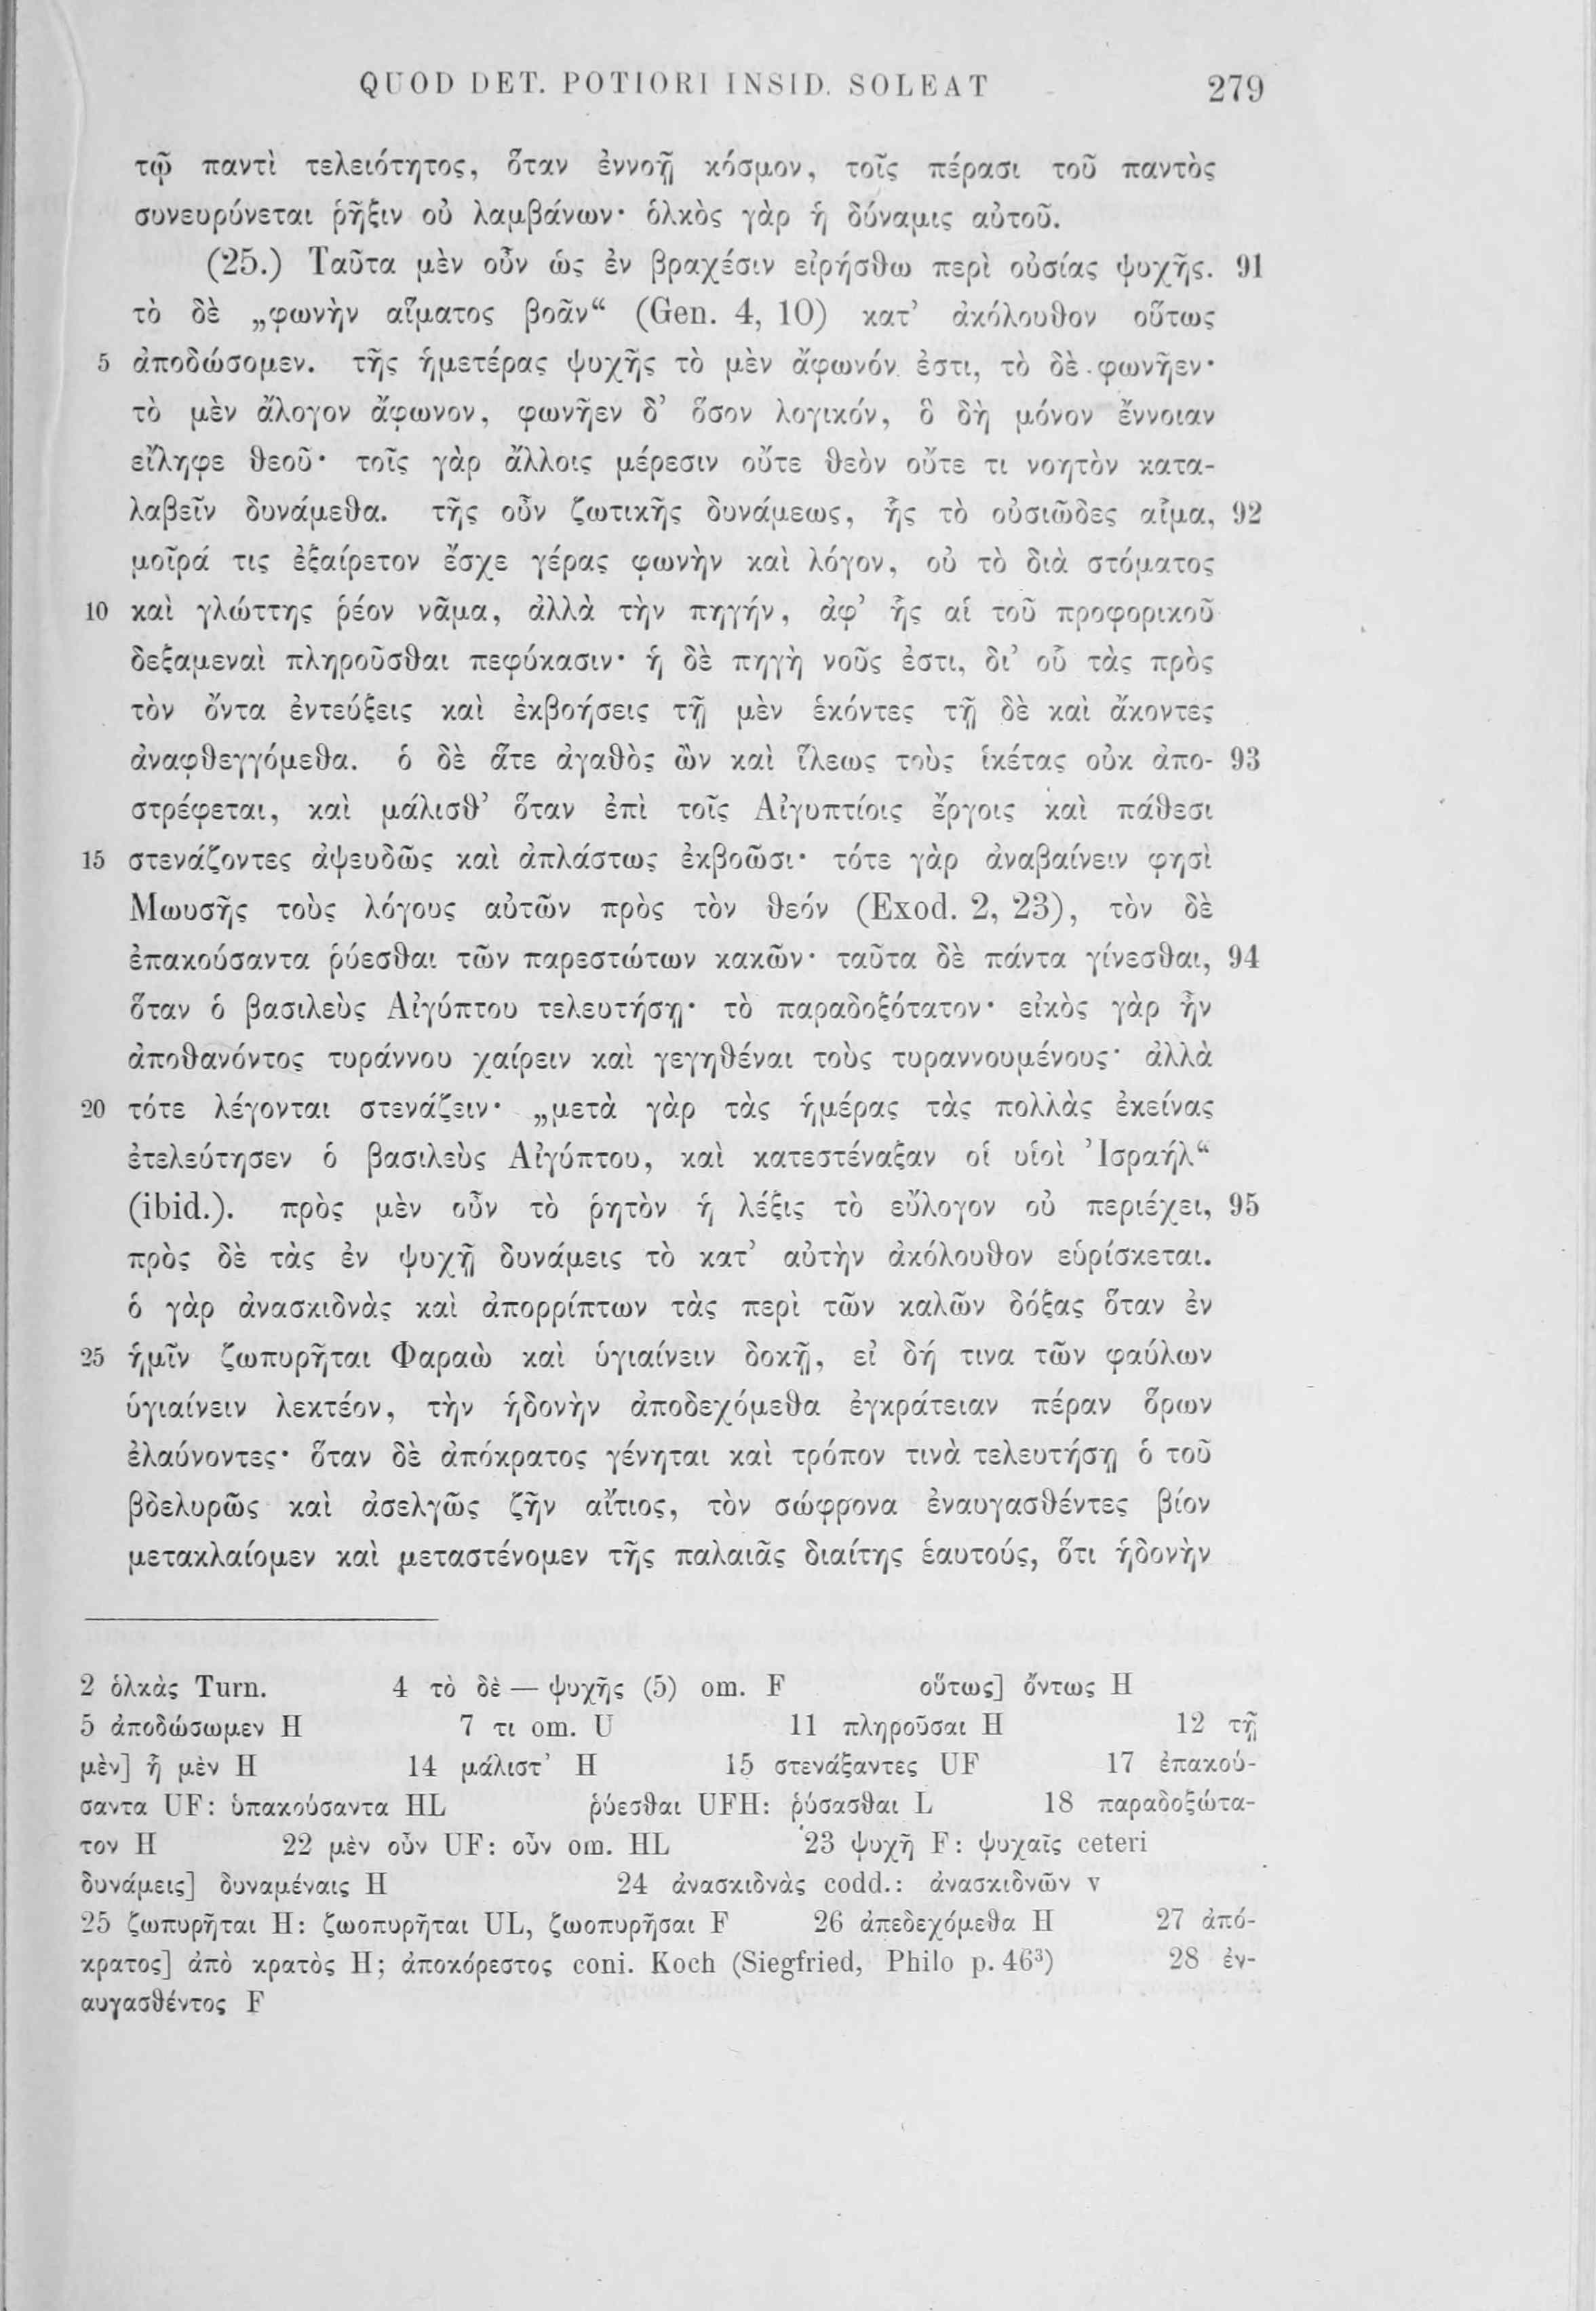 QUOD DET. POTIORI INSID. SOLEAT 279
τῷ παντὶ τελειότητος, ὅταν ἐννοῇ κόσμον, τοῖς πέρασι τοῦ παντὸς
συνευρύνεται ῥῆξιν οὐ λαμβάνων· ὁλκὸς γὰρ ἡ δύναμις αὐτοῦ.
(25.) Ταῦτα μὲν οὖν ὡς ἐν βραχέσιν εἰρήσθω περὶ οὐσίας ψυχῆς. 91
τὸ δὲ „φωνὴν αἵματος βοᾶν“ (Gen. 4, 10) κατ’ ἀκόλουθον οὕτως
5 ἀποδώσομεν. τῆς ἡμετέρας ψυχῆς τὸ μὲν ἄφωνόν ἐστι, τὸ δὲ φωνῆεν·
τὸ μὲν ἄλογον ἄφωνον, φωνῆεν δ’ ὅσον λογικόν, ὃ δὴ μόνον ἔννοιαν
εἴληφε θεοῦ· τοῖς γὰρ ἄλλοις μέρεσιν οὔτε θεὸν οὔτε τι νοητὸν κατα-
λαβεῖν δυνάμεθα. τῆς οὖν ζωτικῆς δυνάμεως, ἧς τὸ οὐσιῶδες αἷμα, 92
μοῖρά τις ἐξαίρετον ἔσχε γέρας φωνὴν καὶ λόγον, οὐ τὸ διὰ στόματος
10 καὶ γλώττης ῥέον νᾶμα, ἀλλὰ τὴν πηγήν, ἀφ’ ἧς αἱ τοῦ προφορικοῦ
δεξαμεναὶ πληροῦσθαι πεφύκασιν· ἡ δὲ πηγὴ νοῦς ἐστι, δι’ οὗ τὰς πρὸς
τὸν ὄντα ἐντεύξεις καὶ ἐκβοήσεις τῇ μὲν ἑκόντες τῇ δὲ καὶ ἄκοντες
ἀναφθεγγόμεθα. ὁ δὲ ἅτε ἀγαθὸς ὢν καὶ ἵλεως τοὺς ἱκέτας οὐκ ἀπο- 93
στρέφεται, καὶ μάλισθ’ ὅταν ἐπὶ τοῖς Αἰγυπτίοις ἔργοις καὶ πάθεσι
15 στενάζοντες ἀψευδῶς καὶ ἀπλάστως ἐκβοῶσι· τότε γὰρ ἀναβαίνειν φησὶ
Μωυσῆς τοὺς λόγους αὐτῶν πρὸς τὸν θεόν (Exod. 2, 23), τὸν δὲ
ἐπακούσαντα ῥύεσθαι τῶν παρεστώτων κακῶν· ταῦτα δὲ πάντα γίνεσθαι, 94
ὅταν ὁ βασιλεὺς Αἰγύπτου τελευτήσῃ· τὸ παραδοξότατον· εἰκὸς γὰρ ἦν
ἀποθανόντος τυράννου χαίρειν καὶ γεγηθέναι τοὺς τυραννουμένους· ἀλλὰ
20 τότε λέγονται στενάζειν· „μετὰ γὰρ τὰς ἡμέρας τὰς πολλὰς ἐκείνας
ἐτελεύτησεν ὁ βασιλεὺς Αἰγύπτου, καὶ κατεστέναξαν οἱ υἱοὶ Ἰσραήλ“
(ibid.). πρὸς μὲν οὖν τὸ ῥητὸν ἡ λέξις τὸ εὔλογον οὐ περιέχει, 95
πρὸς δὲ τὰς ἐν ψυχῇ δυνάμεις τὸ κατ’ αὐτὴν ἀκόλουθον εὑρίσκεται.
ὁ γὰρ ἀνασκιδνὰς καὶ ἀπορρίπτων τὰς περὶ τῶν καλῶν δόξας ὅταν ἐν
25 ἡμῖν ζωπυρῆται Φαραὼ καὶ ὑγιαίνειν δοκῇ, εἰ δή τινα τῶν φαύλων
ὑγιαίνειν λεκτέον, τὴν ἡδονὴν ἀποδεχόμεθα ἐγκράτειαν πέραν ὅρων
ἐλαύνοντες· ὅταν δὲ ἀπόκρατος γένηται καὶ τρόπον τινὰ τελευτήσῃ ὁ τοῦ
βδελυρῶς καὶ ἀσελγῶς ζῆν αἴτιος, τὸν σώφρονα ἐναυγασθέντες βίον
μετακλαίομεν καὶ μεταστένομεν τῆς παλαιᾶς διαίτης ἑαυτούς, ὅτι ἡδονὴν
2 ὁλκὰς Turn. 4 τὸ δὲ — ψυχῆς (5) om. F οὕτως] ὄντως H
5 ἀποδώσωμεν H 7 τι om. U 11 πληροῦσαι H 12 τῇ
μὲν] ἢ μὲν H 14 μάλιστ’ H 15 στενάξαντες UF 17 ἐπακού-
σαντα UF: ὑπακούσαντα HL ῥύεσθαι UFH: ῥύσασθαι L 18 παραδοξώτα-
τον H 22 μὲν οὖν UF: οὖν om. HL 23 ψυχῇ F: ψυχαῖς ceteri
δυνάμεις] δυναμέναις H 24 ἀνασκιδνὰς codd.: ἀνασκιδνῶν v
25 ζωπυρῆται H: ζωοπυρῆται UL, ζωοπυρῆσαι F 26 ἀπεδεχόμεθα H 27 ἀπό-
κρατος] ἀπὸ κρατὸς H; ἀποκόρεστος coni. Koch (Siegfried, Philo p. 46³) 28 ἐν-
αυγασθέντος F